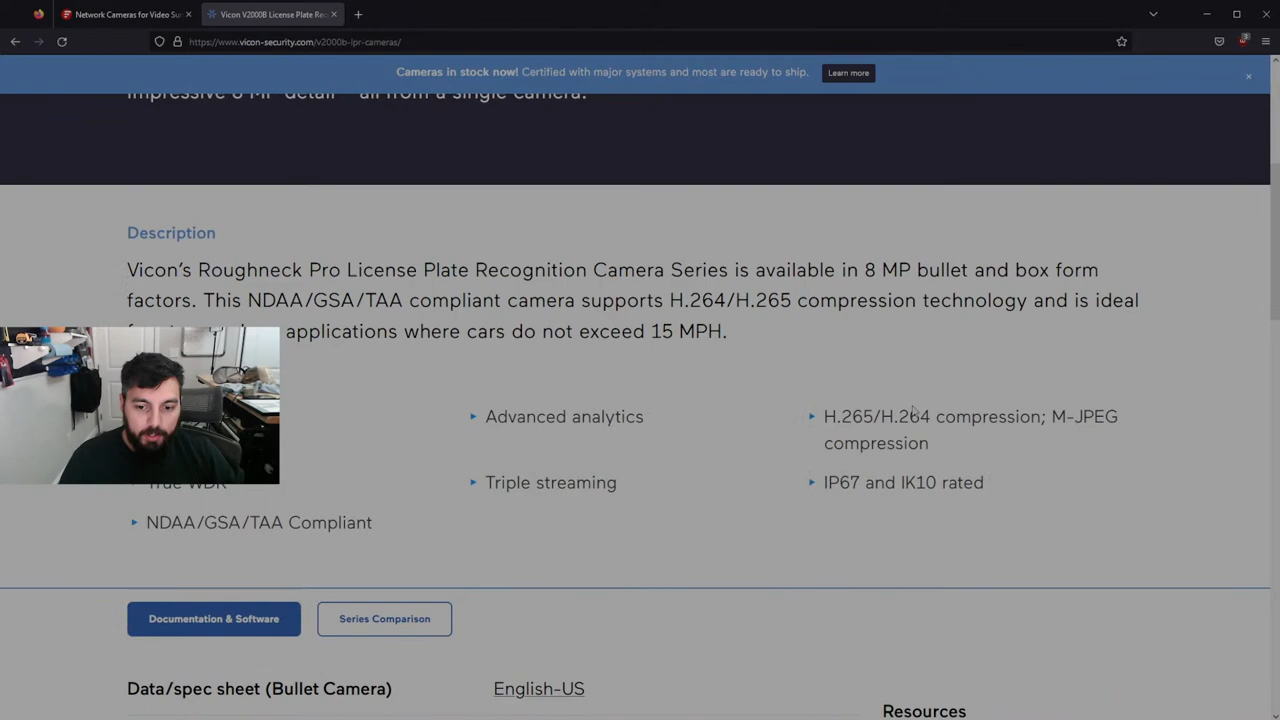 Network Cameras for Video Su
Vicon V2000B License Plate Rec
https://www.vicon-security.com/v2000b-lpr-cameras/
3
Cameras in stock now! Certified with major systems and most are ready to ship.
Learn more
impressive 8 MP detail – all from a single camera.
Description
Vicon's Roughneck Pro License Plate Recognition Camera Series is available in 8 MP bullet and box form
factors. This NDAA/GSA/TAA compliant camera supports H.264/H.265 compression technology and is ideal
applications where cars do not exceed 15 MPH.
Advanced analytics
H.265/H.264 compression; M-JPEG
compression
True WDR
Triple streaming
IP67 and IK10 rated
NDAA/GSA/TAA Compliant
Documentation & Software
Series Comparison
Data/spec sheet (Bullet Camera)
English-US
Resources